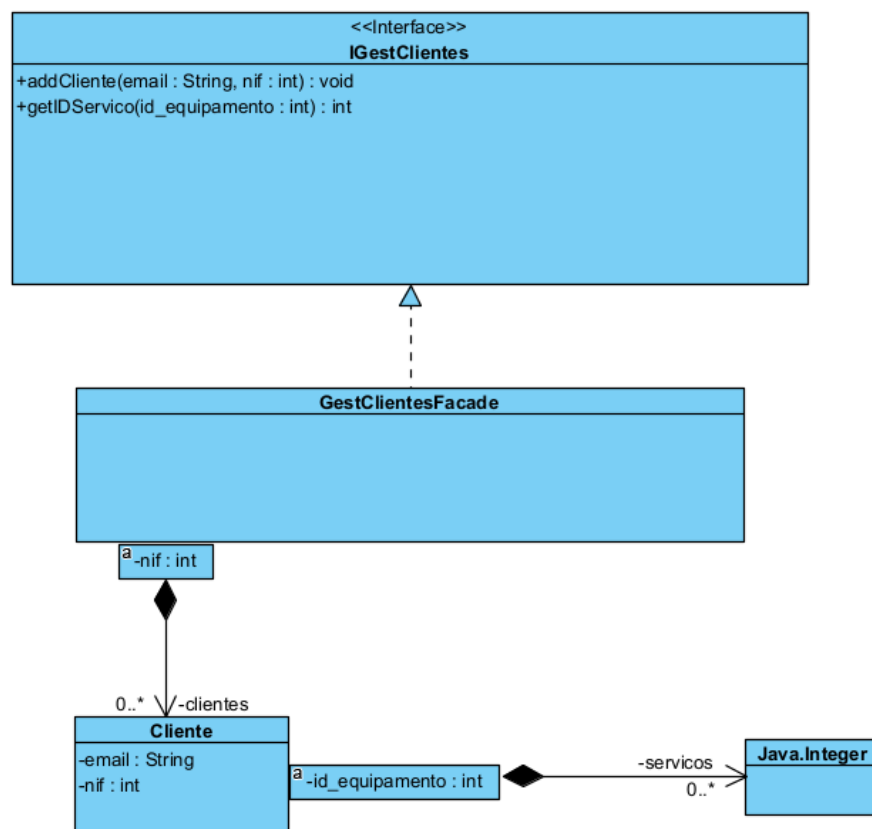 <<Interface>>
IGestClientes
+addCliente(email : String, nif : int) : void
+getIDServico(id_equipamento : int) : int
GestClientesFacade
a
-nif : int
0..*
-clientes
Cliente
-email : String
-nif : int
a
-id_equipamento : int
-servicos
0..*
Java.Integer